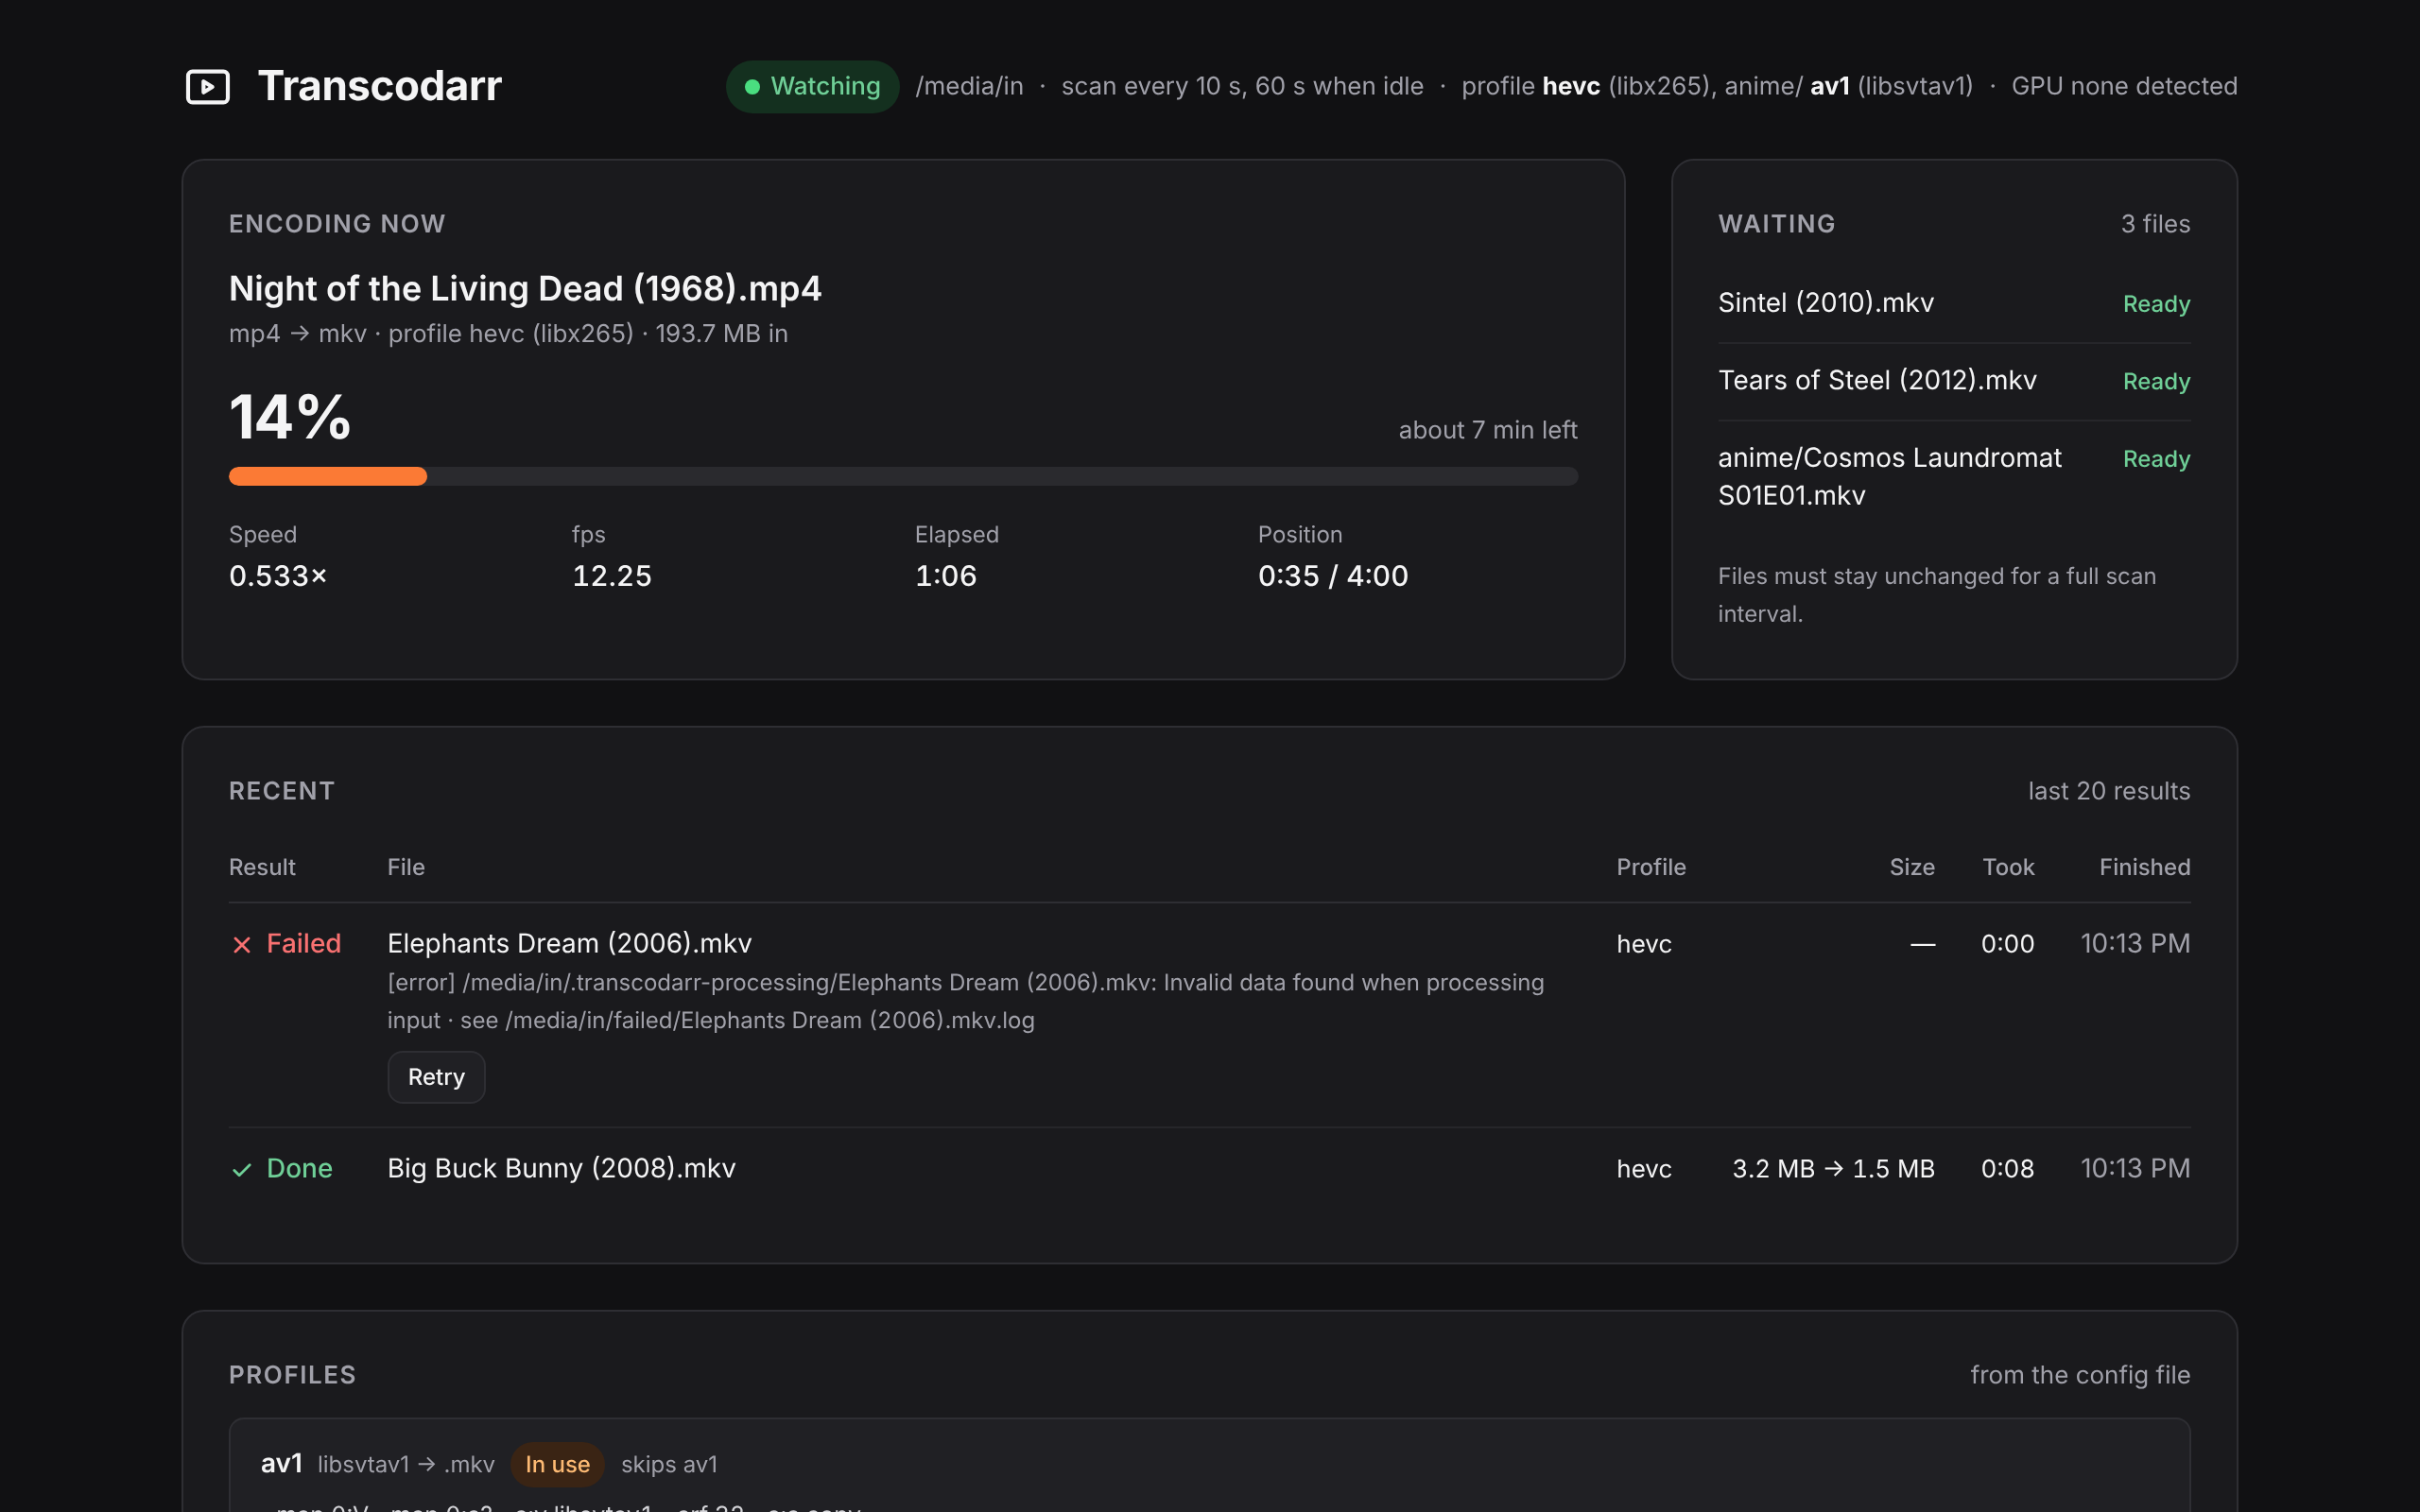 Transcodarr
Watching /media/in · scan every 10 s, 60 s when idle · profile hevc (libx265), anime/ av1 (libsvtav1) · GPU none detected
ENCODING NOW
Night of the Living Dead (1968).mp4
mp4 → mkv · profile hevc (libx265) · 193.7 MB in
14%
about 7 min left
Speed fps Elapsed Position
0.533× 12.25 1:06 0:35 / 4:00
WAITING 3 files
Sintel (2010).mkv Ready
Tears of Steel (2012).mkv Ready
anime/Cosmos Laundromat Ready
S01E01.mkv
Files must stay unchanged for a full scan
interval.
RECENT last 20 results
Result File Profile Size Took Finished
Failed Elephants Dream (2006).mkv hevc — 0:00 10:13 PM
[error] /media/in/.transcodarr-processing/Elephants Dream (2006).mkv: Invalid data found when processing
input · see /media/in/failed/Elephants Dream (2006).mkv.log
Retry
Done Big Buck Bunny (2008).mkv hevc 3.2 MB → 1.5 MB 0:08 10:13 PM
PROFILES from the config file
av1 libsvtav1 → .mkv In use skips av1